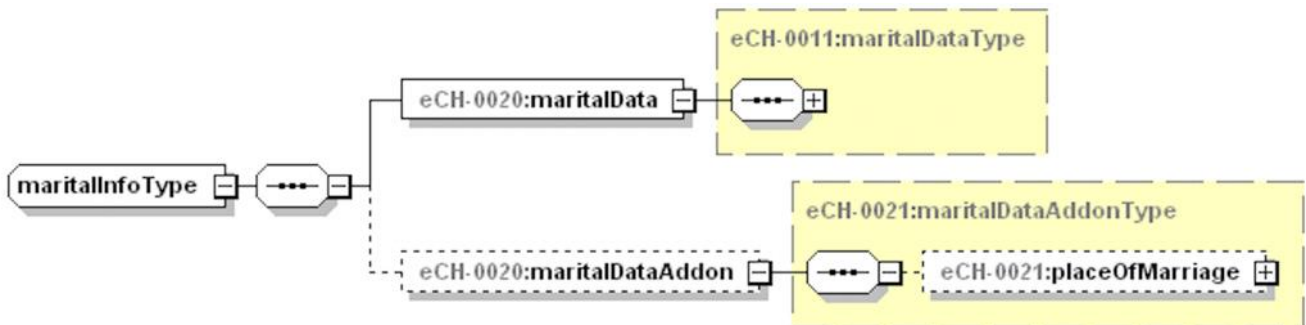 eCH-0011:maritalDataType
eCH-0020:maritalData
maritalInfoType
eCH-0021:maritalDataAddonType
eCH-0020:maritalDataAddon
eCH-0021:placeOfMarriage